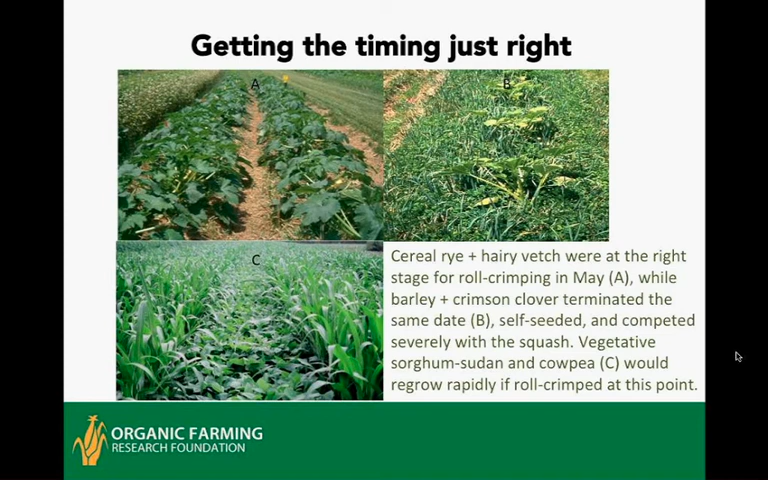 Getting the timing just right
A
B
C
Cereal rye + hairy vetch were at the right
stage for roll-crimping in May (A), while
barley + crimson clover terminated the
same date (B), self-seeded, and competed
severely with the squash. Vegetative
sorghum-sudan and cowpea (C) would
regrow rapidly if roll-crimped at this point.
ORGANIC FARMING
RESEARCH FOUNDATION